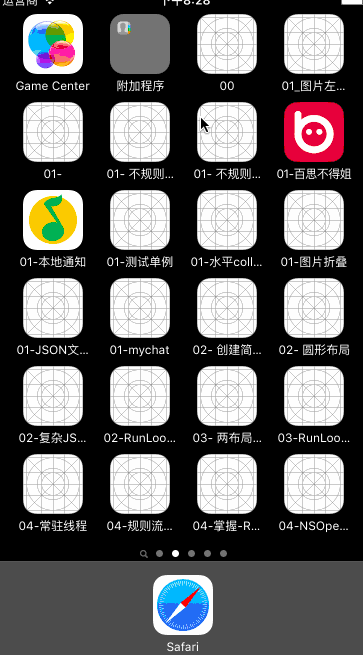 运营商 下午8:28
Game Center 附加程序 00 01_图片左...
01- 01- 不规则... 01- 不规则... 01-百思不得姐
01-本地通知 01-测试单例 01-水平coll... 01-图片折叠
01-JSON文... 01-mychat 02- 创建简... 02- 圆形布局
02-复杂JS... 02-RunLoo... 03- 两布局... 03-RunLoo...
04-常驻线程 04-规则流... 04-掌握-R... 04-NSOpe...
Safari